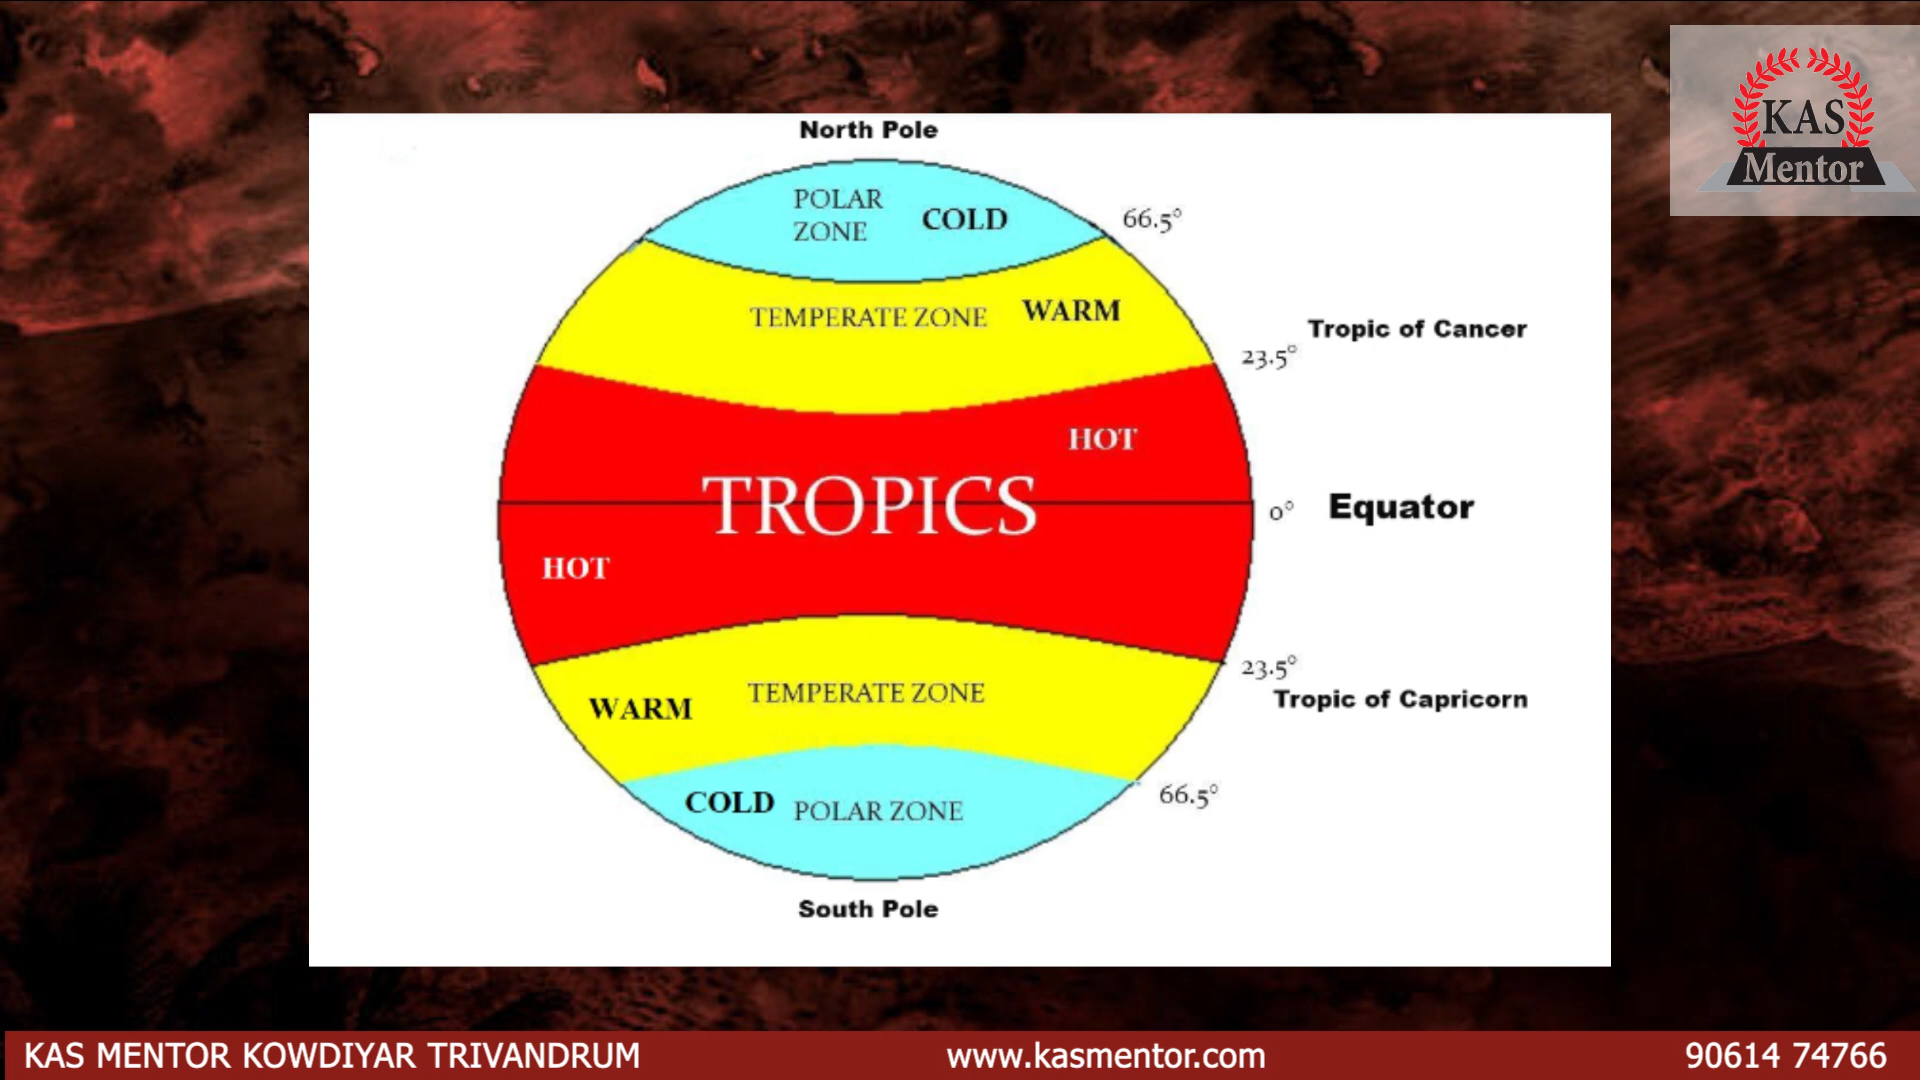 KAS
Mentor
North Pole
POLAR
ZONE
COLD
66.5°
TEMPERATE ZONE
WARM
Tropic of Cancer
23.5°
HOT
TROPICS
0°
Equator
HOT
23.5°
Tropic of Capricorn
WARM
TEMPERATE ZONE
66.5°
COLD
POLAR ZONE
South Pole
KAS MENTOR KOWDIYAR TRIVANDRUM
www.kasmentor.com
90614 74766